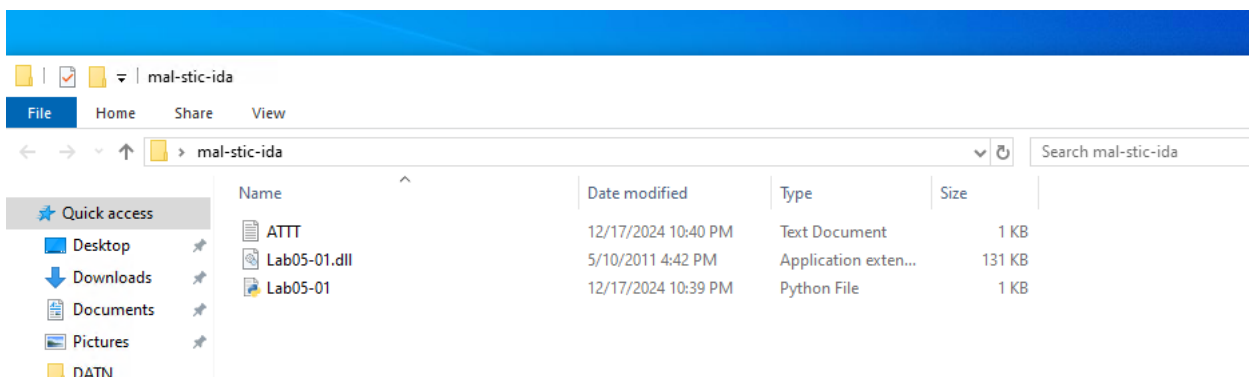 mal-stic-ida
File Home Share View
mal-stic-ida Search mal-stic-ida
Name Date modified Type Size
Quick access
ATTT 12/17/2024 10:40 PM Text Document 1 KB
Desktop
Lab05-01.dll 5/10/2011 4:42 PM Application exten... 131 KB
Downloads
Lab05-01 12/17/2024 10:39 PM Python File 1 KB
Documents
Pictures
DATN